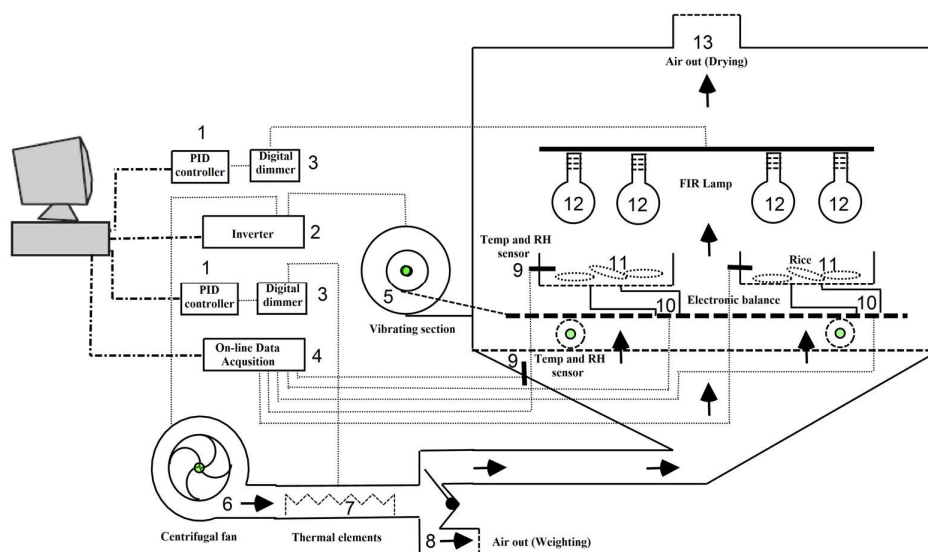 13
Air out (Drying)
1
PID
controller
Digital
dimmer
3
FIR Lamp
12
12
12
12
Inverter
2
Temp and RH
sensor
9
11
Rice
11
1
PID
controller
Digital
dimmer
3
5
10
Electronic balance
10
Vibrating section
On-line Data
Acqusition
4
9
Temp and RH
sensor
6
7
8
Air out (Weighting)
Centrifugal fan
Thermal elements